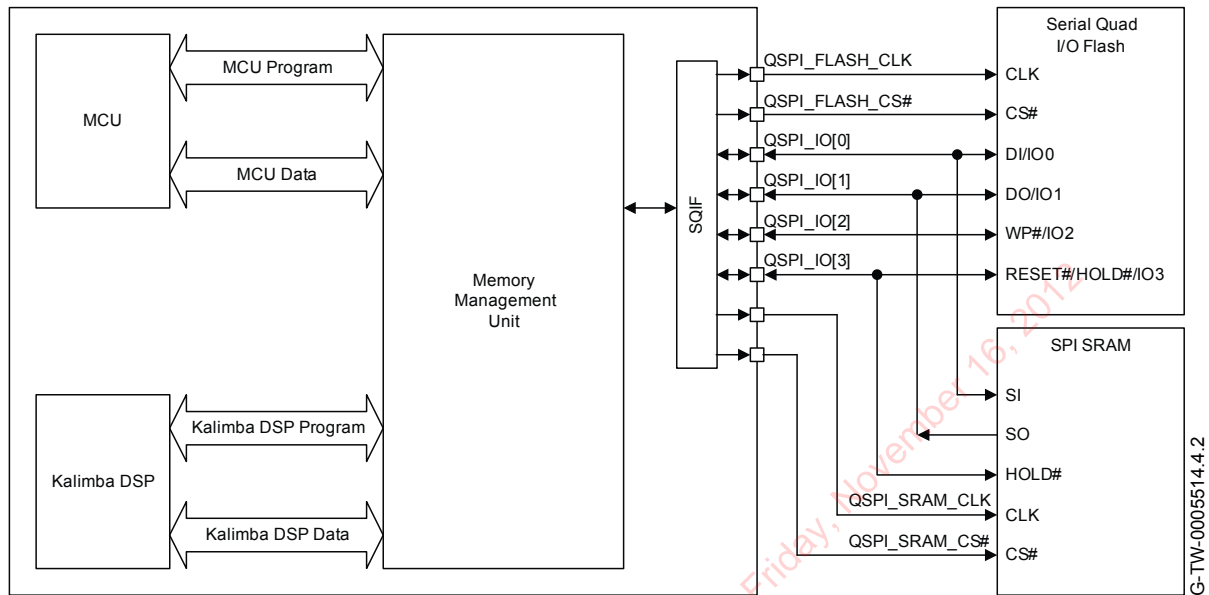 MCU
MCU Program
MCU Data
Kalimba DSP
Kalimba DSP Program
Kalimba DSP Data
Memory
Management
Unit
SQIF
QSPI_FLASH_CLK
QSPI_FLASH_CS#
QSPI_IO[0]
QSPI_IO[1]
QSPI_IO[2]
QSPI_IO[3]
QSPI_SRAM_CLK
QSPI_SRAM_CS#
Serial Quad
I/O Flash
CLK
CS#
DI/IO0
DO/IO1
WP#/IO2
RESET#/HOLD#/IO3
SPI SRAM
SI
SO
HOLD#
CLK
CS#
Friday, November 16, 2012
G-TW-0005514.4.2